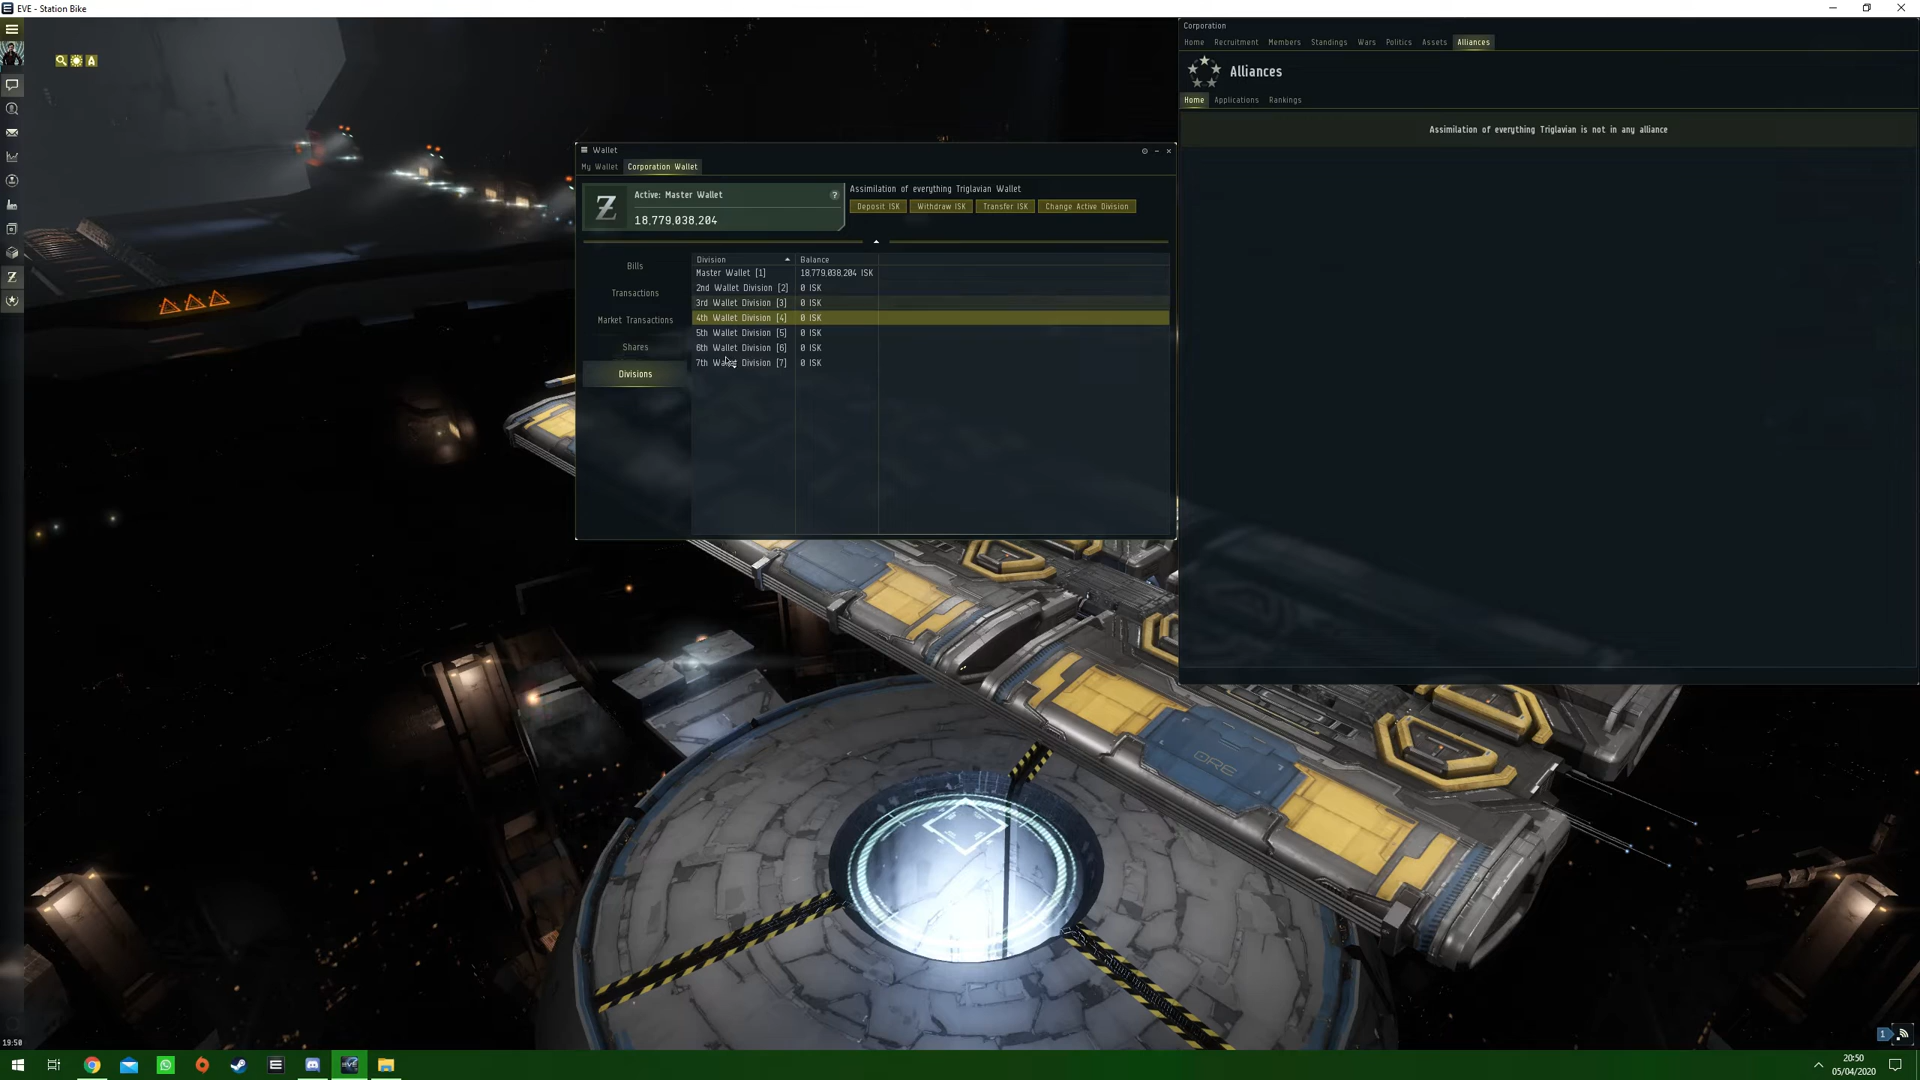 EVE - Station Bike
Corporation
Home Recruitment Members Standings Wars Politics Assets Alliances
Alliances
Home Applications Rankings
Assimilation of everything Triglavian is not in any alliance
Wallet
My Wallet Corporation Wallet
Active: Master Wallet ?
18,779,038,204
Assimilation of everything Triglavian Wallet
Deposit ISK Withdraw ISK Transfer ISK Change Active Division
Bills
Transactions
Market Transactions
Shares
Divisions
Division Balance
Master Wallet [1] 18,779,038,204 ISK
2nd Wallet Division [2] 0 ISK
3rd Wallet Division [3] 0 ISK
4th Wallet Division [4] 0 ISK
5th Wallet Division [5] 0 ISK
6th Wallet Division [6] 0 ISK
7th Wallet Division [7] 0 ISK
ORE
19:50
1
20:50
05/04/2020